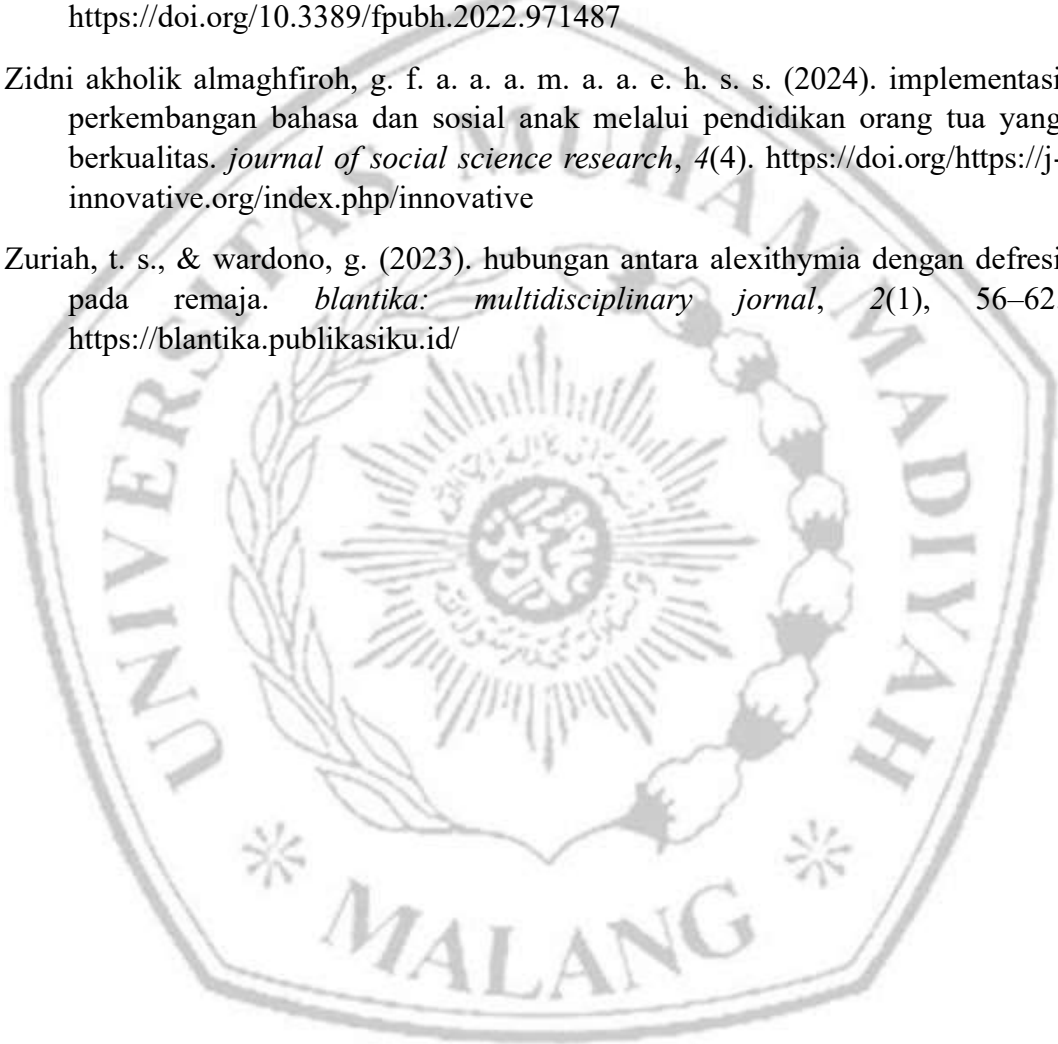 https://doi.org/10.3389/fpubh.2022.971487
Zidni akholik almaghfiroh, g. f. a. a. a. m. a. a. e. h. s. s. (2024). implementasi
perkembangan bahasa dan sosial anak melalui pendidikan orang tua yang
berkualitas. journal of social science research, 4(4). https://doi.org/https://j-
innovative.org/index.php/innovative
Zuriah, t. s., & wardono, g. (2023). hubungan antara alexithymia dengan defresi
pada remaja. blantika: multidisciplinary jornal, 2(1), 56–62.
https://blantika.publikasiku.id/
UNIVERSITAS MUHAMMADIYAH
MALANG